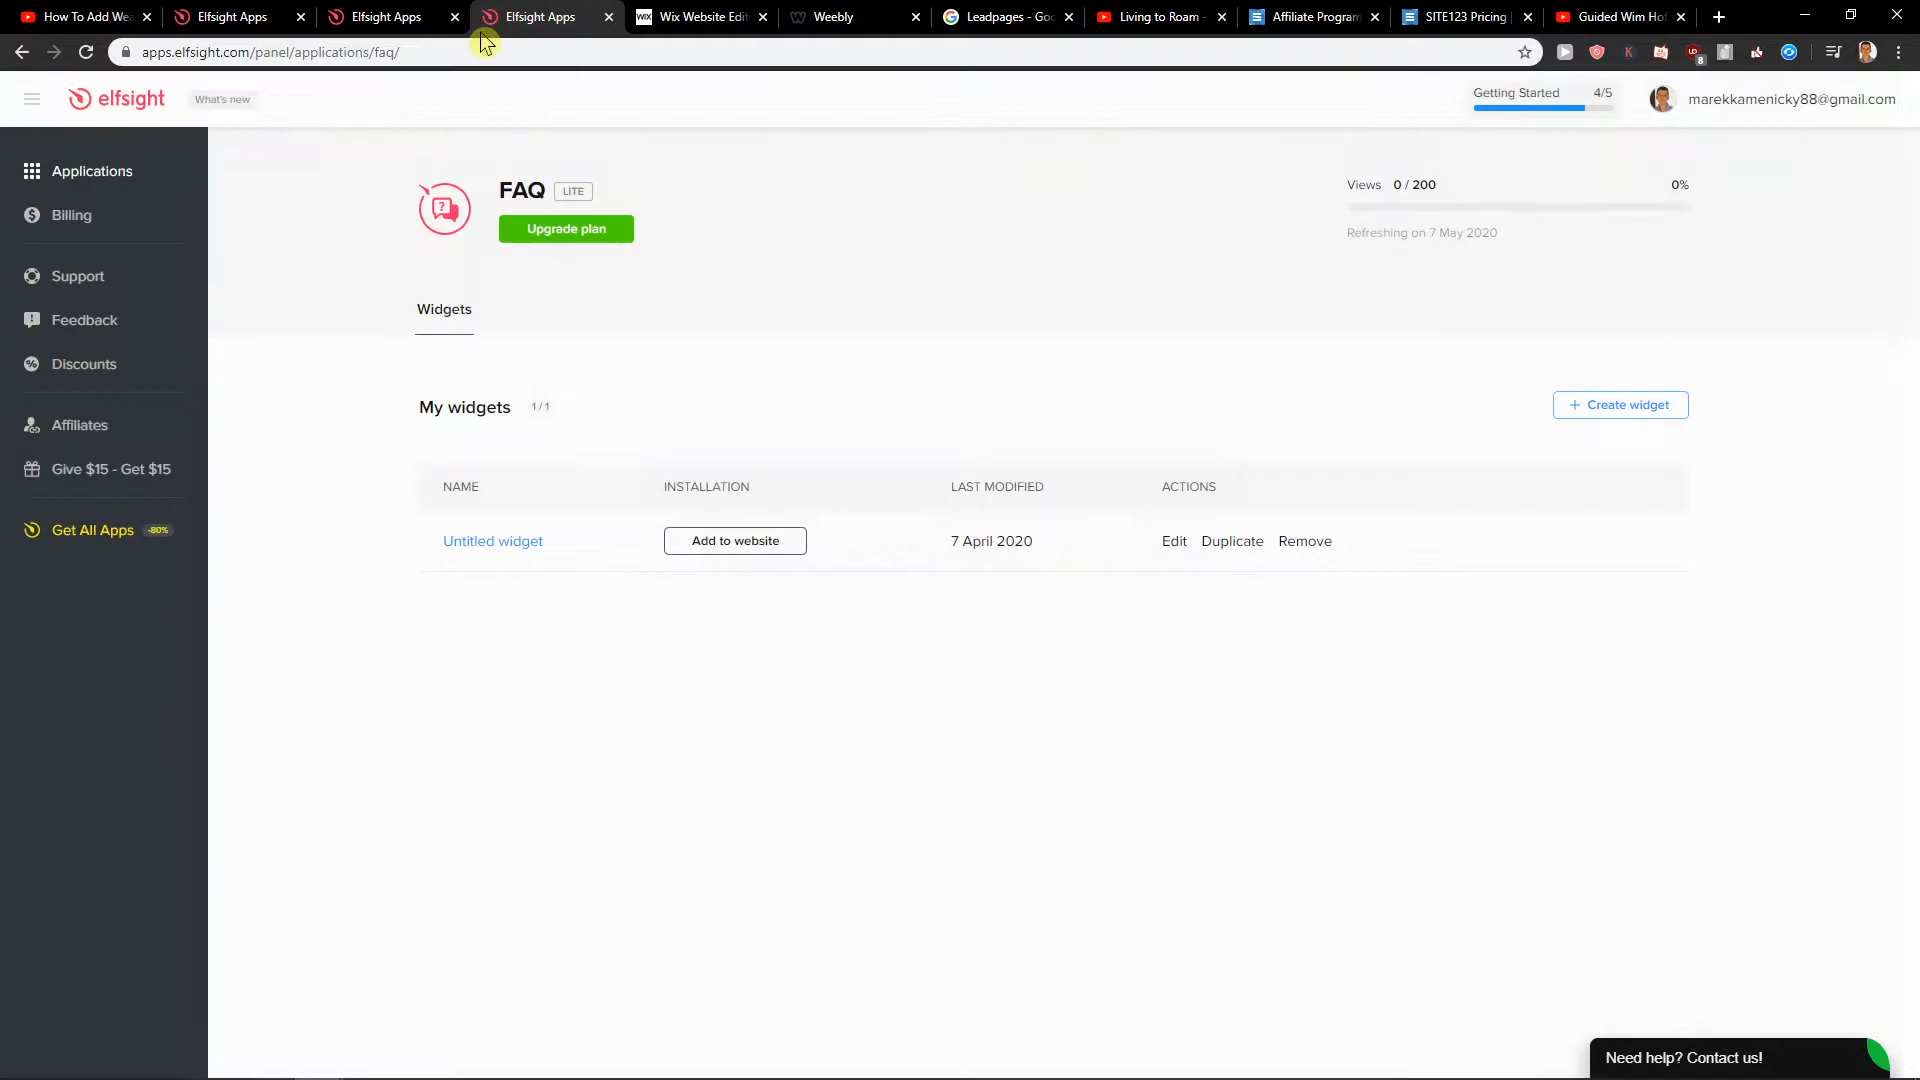 How To Add Wea
Elfsight Apps
Elfsight Apps
Elfsight Apps
WIX
Wix Website Edit
Weebly
Leadpages - Goo
Living to Roam -
Affiliate Program
SITE123 Pricing |
Guided Wim Hof
apps.elfsight.com/panel/applications/faq/
8
elfsight
What's new
Getting Started 4/5
marekkamenicky88@gmail.com
Applications
Billing
Support
Feedback
Discounts
Affiliates
Give $15 - Get $15
Get All Apps -80%
FAQ LITE
Upgrade plan
Views 0 / 200 0%
Refreshing on 7 May 2020
Widgets
My widgets 1 / 1
+ Create widget
NAME INSTALLATION LAST MODIFIED ACTIONS
Untitled widget Add to website 7 April 2020 Edit Duplicate Remove
Need help? Contact us!